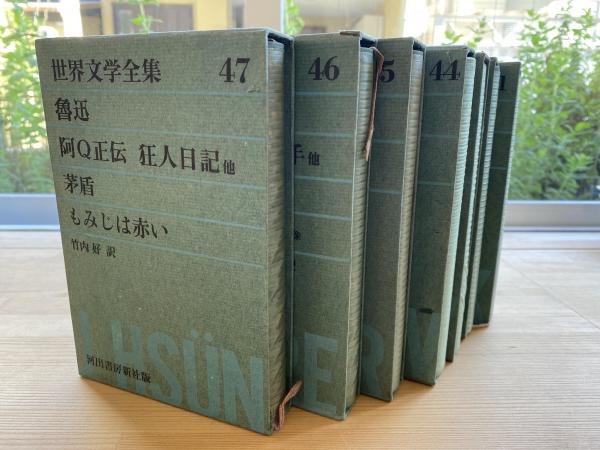 世界文学全集 47
魯迅
阿Q正伝 狂人日記他
茅盾
もみじは赤い
竹内 好 訳
HSÜN
河出書房新社版
46
手 他
5
44
1